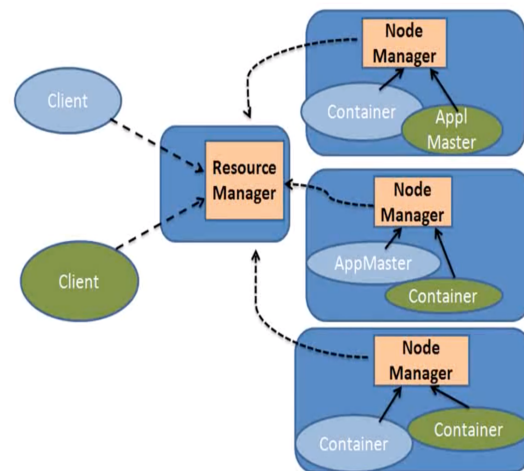 Client
Client
Resource
Manager
Node
Manager
Container
Appl
Master
Node
Manager
AppMaster
Container
Node
Manager
Container
Container